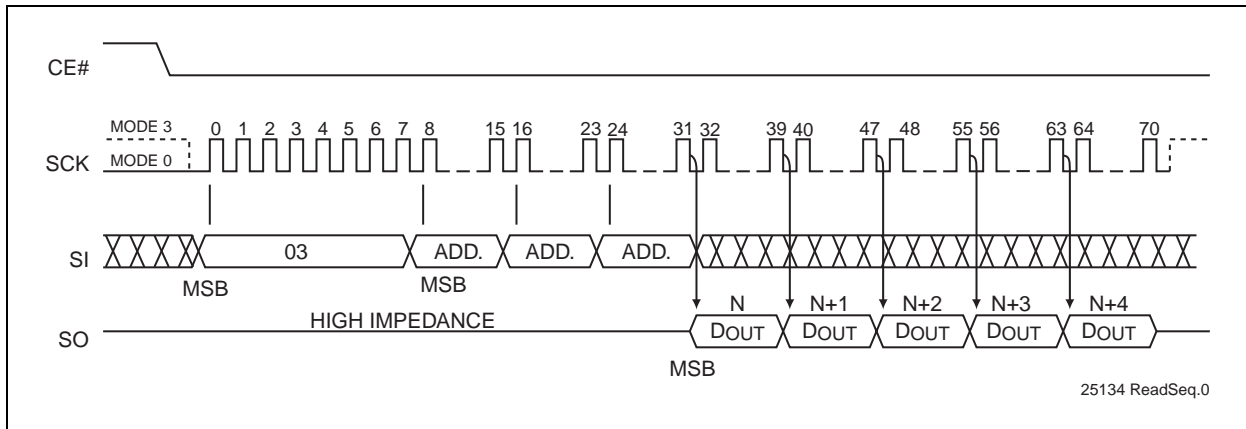 CE#
MODE 3
0 1 2 3 4 5 6 7 8 15 16 23 24 31 32 39 40 47 48 55 56 63 64 70
SCK
MODE 0
SI
03
ADD. ADD. ADD.
MSB
MSB
N N+1 N+2 N+3 N+4
HIGH IMPEDANCE
SO
DOUT DOUT DOUT DOUT DOUT
MSB
25134 ReadSeq.0